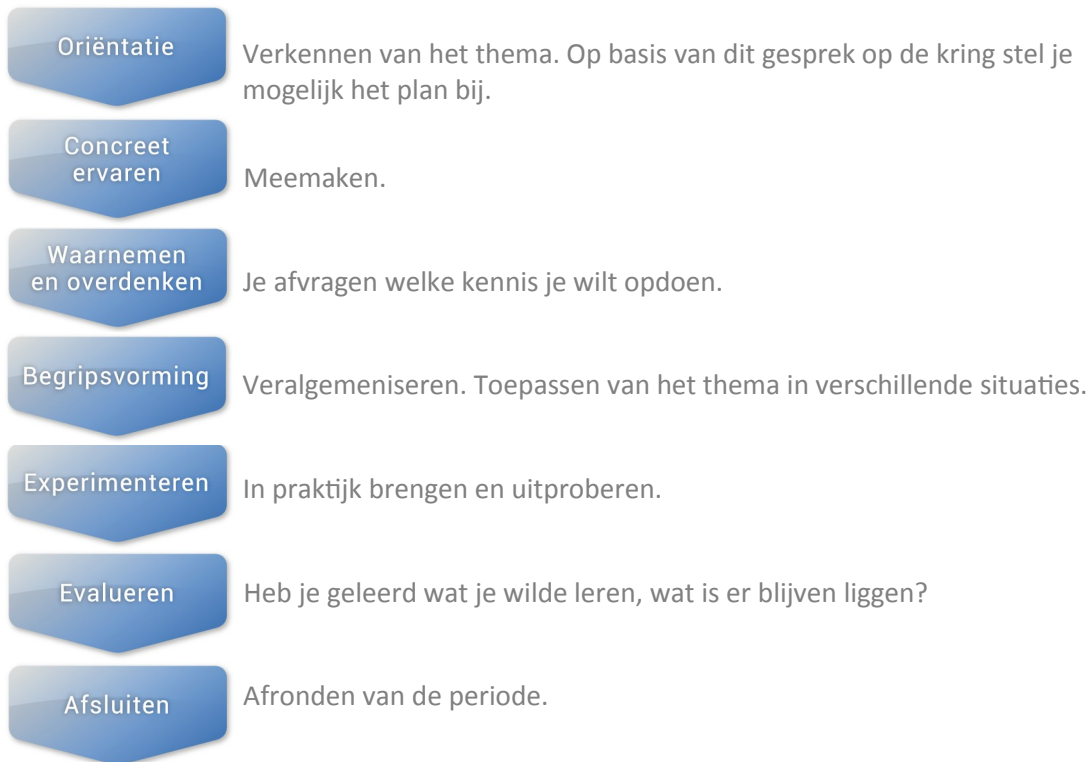 Oriëntatie
Verkennen van het thema. Op basis van dit gesprek op de kring stel je
mogelijk het plan bij.
Concreet
ervaren
Meemaken.
Waarnemen
en overdenken
Je afvragen welke kennis je wilt opdoen.
Begripsvorming
Veralgemeniseren. Toepassen van het thema in verschillende situaties.
Experimenteren
In praktijk brengen en uitproberen.
Evalueren
Heb je geleerd wat je wilde leren, wat is er blijven liggen?
Afsluiten
Afronden van de periode.